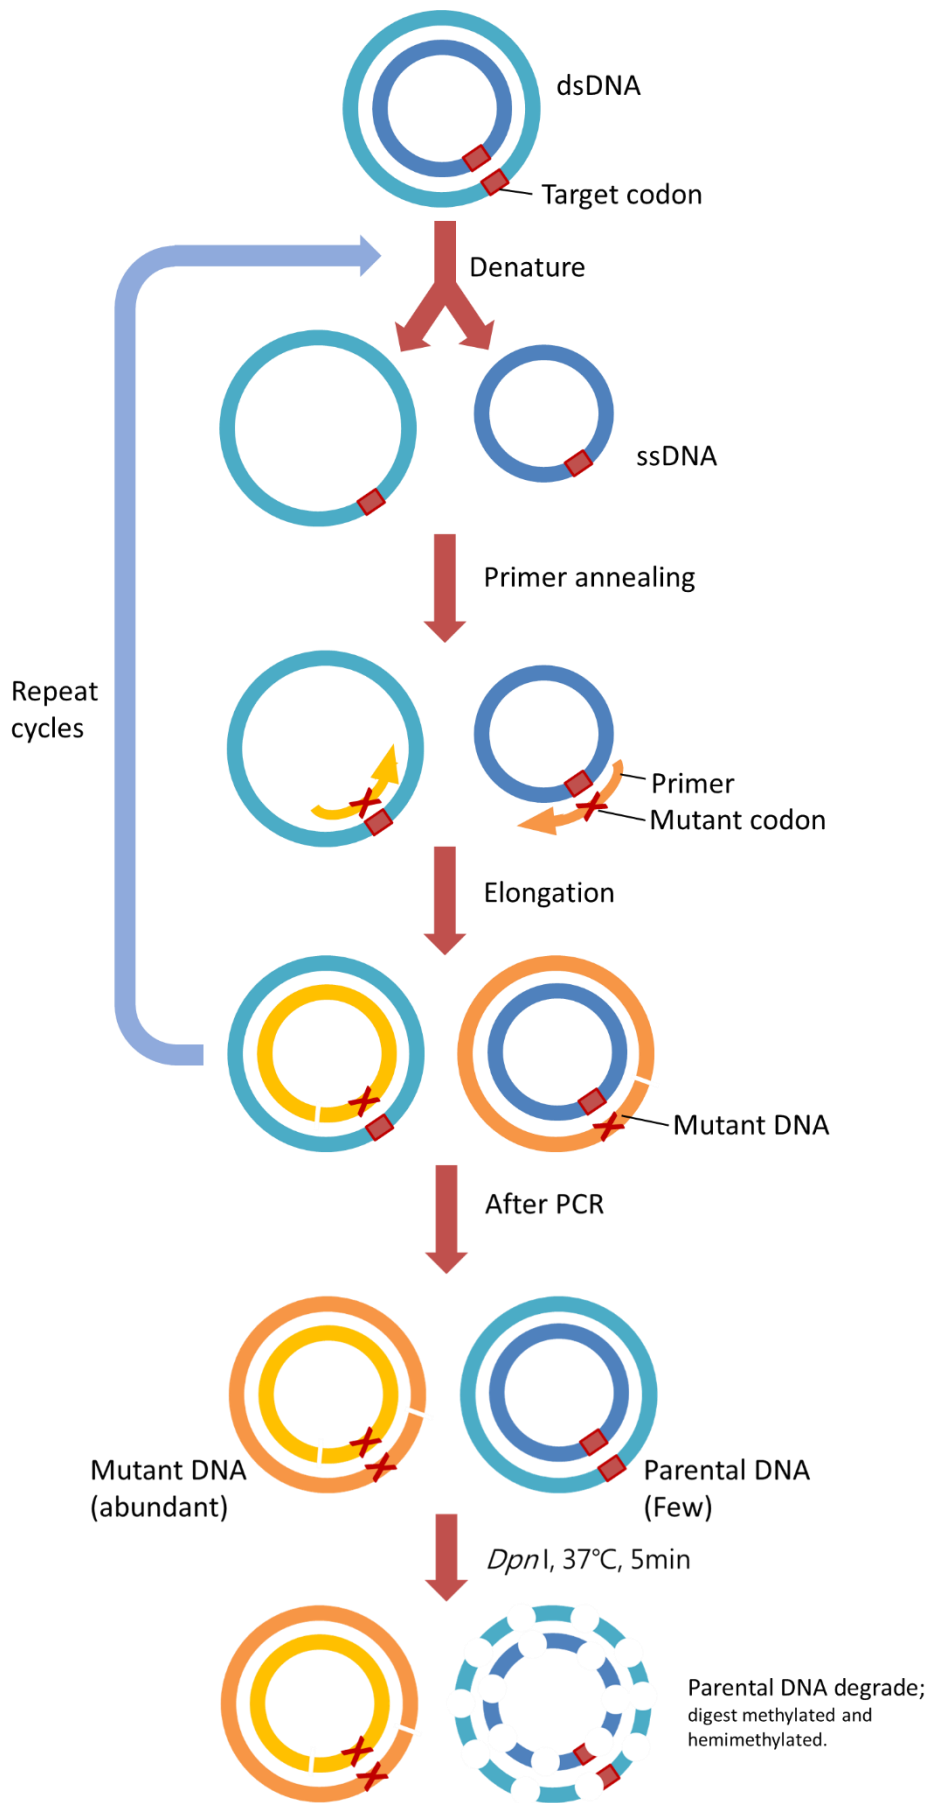 dsDNA
Target codon
Denature
ssDNA
Primer annealing
Repeat
cycles
Primer
Mutant codon
Elongation
Mutant DNA
After PCR
Mutant DNA
(abundant)
Parental DNA
(Few)
DpnI, 37℃, 5min
Parental DNA degrade;
digest methylated and
hemimethylated.